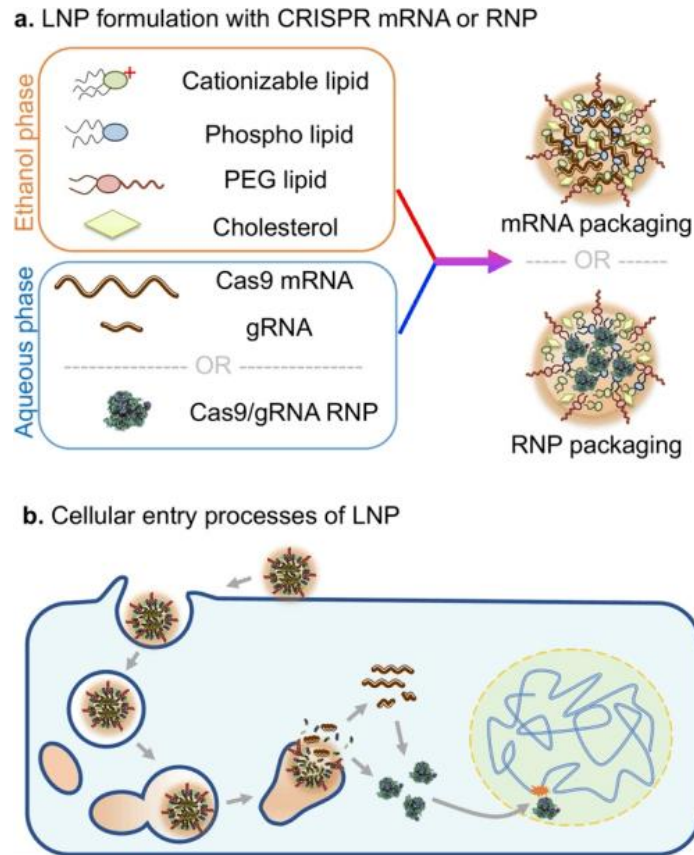 a. LNP formulation with CRISPR mRNA or RNP
Ethanol phase
Cationizable lipid
Phospho lipid
PEG lipid
Cholesterol
Aqueous phase
Cas9 mRNA
gRNA
OR
Cas9/gRNA RNP
mRNA packaging
OR
RNP packaging
b. Cellular entry processes of LNP